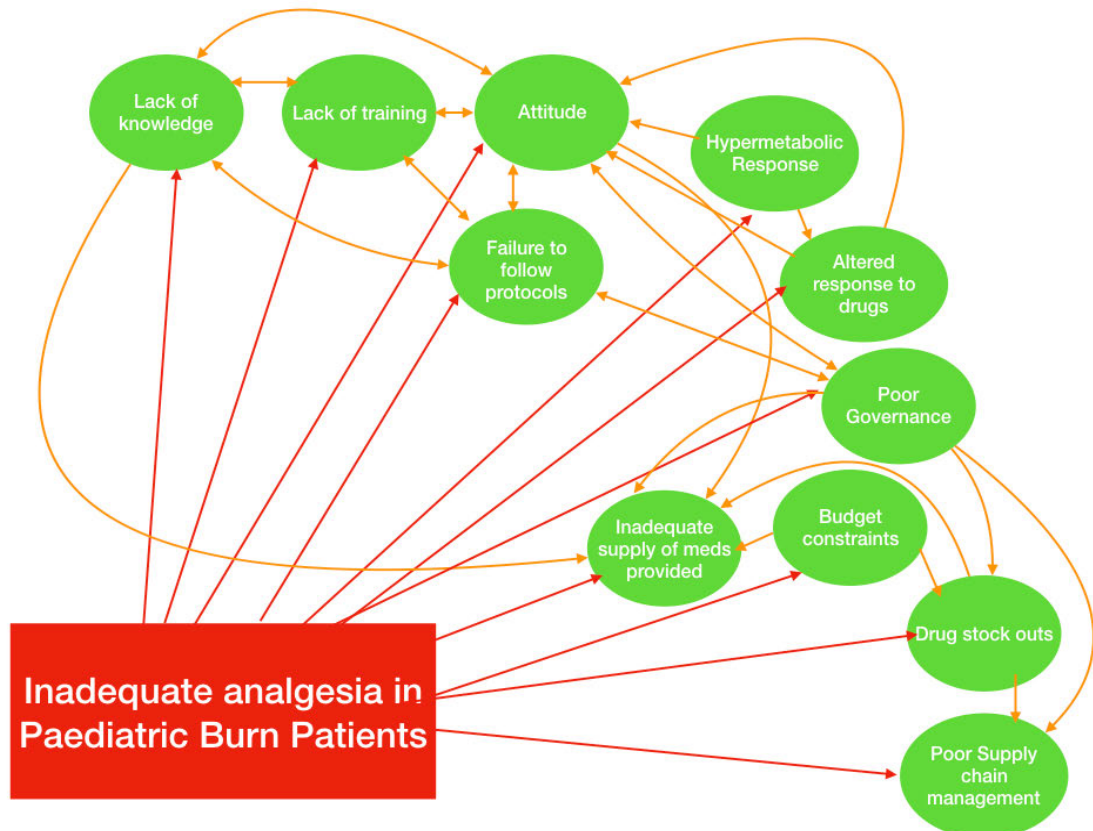 Lack of
knowledge
Lack of training
Attitude
Hypermetabolic
Response
Failure to
follow
protocols
Altered
response to
drugs
Poor
Governance
Inadequate
supply of meds
provided
Budget
constraints
Drug stock outs
Inadequate analgesia in
Paediatric Burn Patients
Poor Supply
chain
management